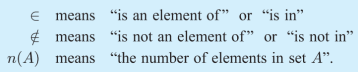 ∈ means “is an element of” or “is in”
∉ means “is not an element of” or “is not in”
n(A) means “the number of elements in set A”.